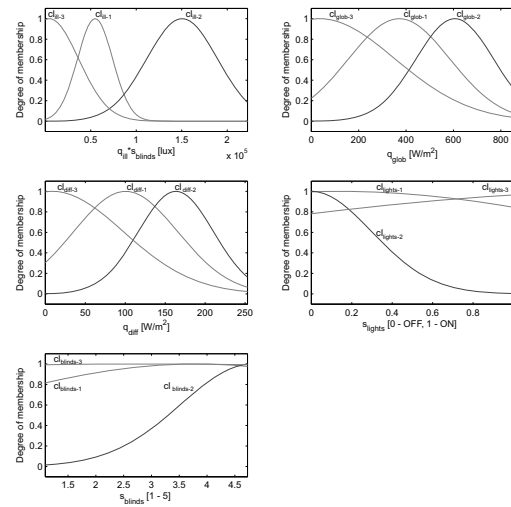 cl_ill-3 cl_ill-1 cl_ill-2
Degree of membership
1
0.8
0.6
0.4
0.2
0
0.5 1 1.5 2
x 10^5
q_ill*s_blinds [lux]
cl_glob-3 cl_glob-1 cl_glob-2
Degree of membership
1
0.8
0.6
0.4
0.2
0
0 200 400 600 800
q_glob [W/m²]
cl_diff-3 cl_diff-1 cl_diff-2
Degree of membership
1
0.8
0.6
0.4
0.2
0
0 50 100 150 200 250
q_diff [W/m²]
cl_lights-1 cl_lights-3
cl_lights-2
Degree of membership
1
0.8
0.6
0.4
0.2
0
0 0.2 0.4 0.6 0.8
s_lights [0 - OFF, 1 - ON]
cl_blinds-3
cl_blinds-1 cl_blinds-2
Degree of membership
1
0.8
0.6
0.4
0.2
0
1.5 2 2.5 3 3.5 4 4.5
s_blinds [1 - 5]